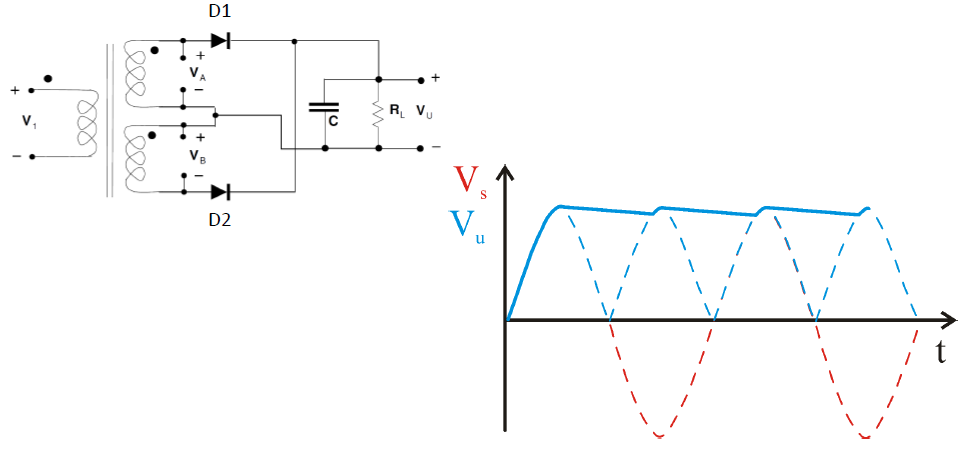 D1
+
V_A
−
+
V_1
−
C
R_L
+
V_U
−
+
V_B
−
D2
V_s
V_u
t